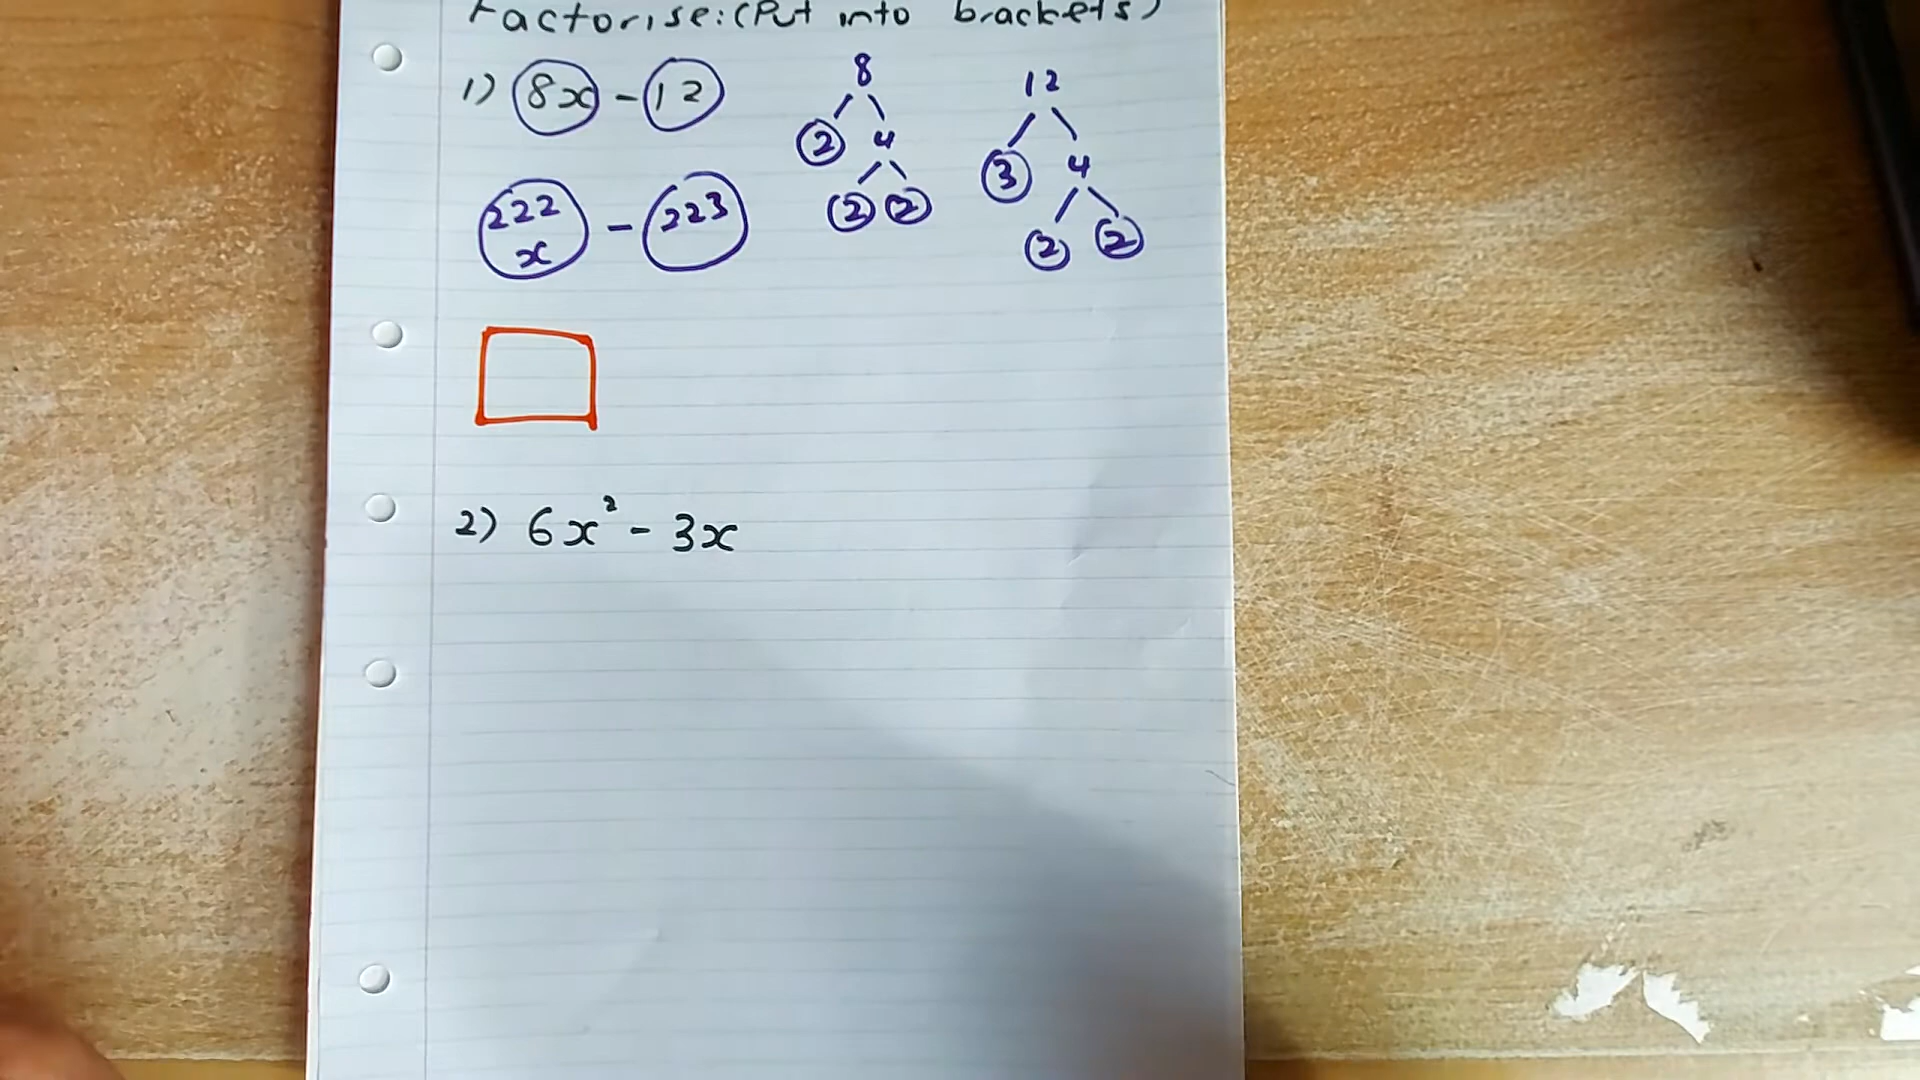 Factorise: (Put into brackets)
1) 8x - 12
8
2 4
2 2
12
3 4
2 2
222 x - 223
2) 6x² - 3x